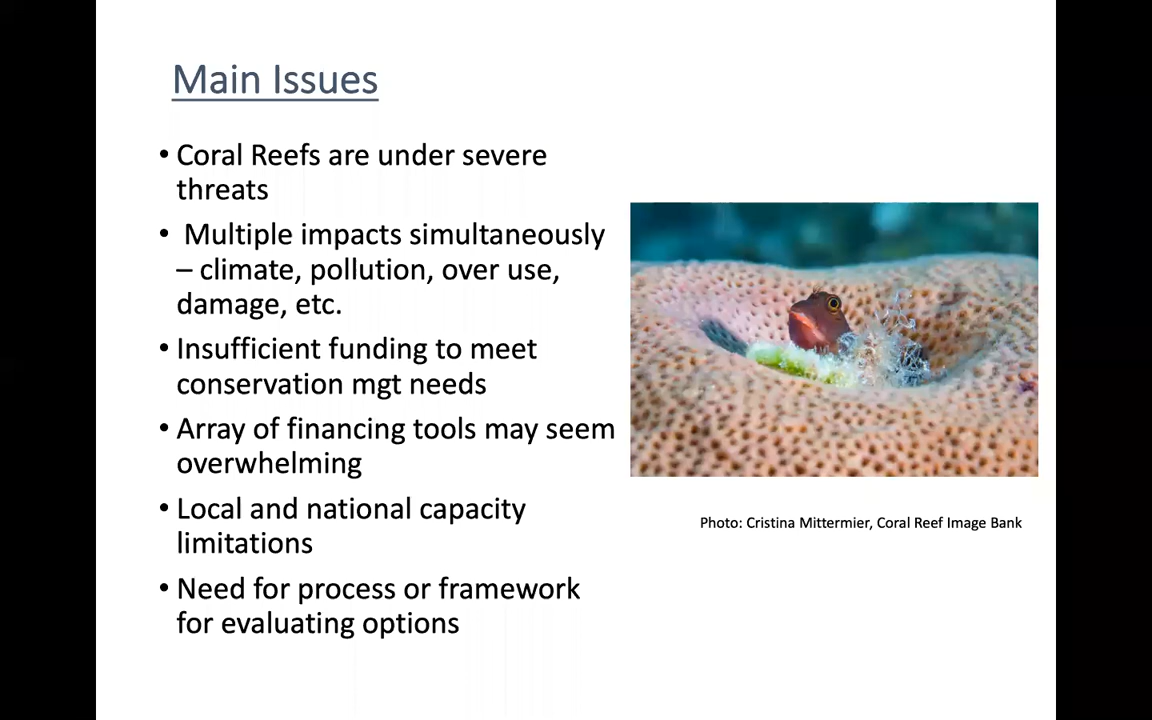 Main Issues
• Coral Reefs are under severe
threats
• Multiple impacts simultaneously
– climate, pollution, over use,
damage, etc.
• Insufficient funding to meet
conservation mgt needs
• Array of financing tools may seem
overwhelming
• Local and national capacity
limitations
• Need for process or framework
for evaluating options
Photo: Cristina Mittermier, Coral Reef Image Bank